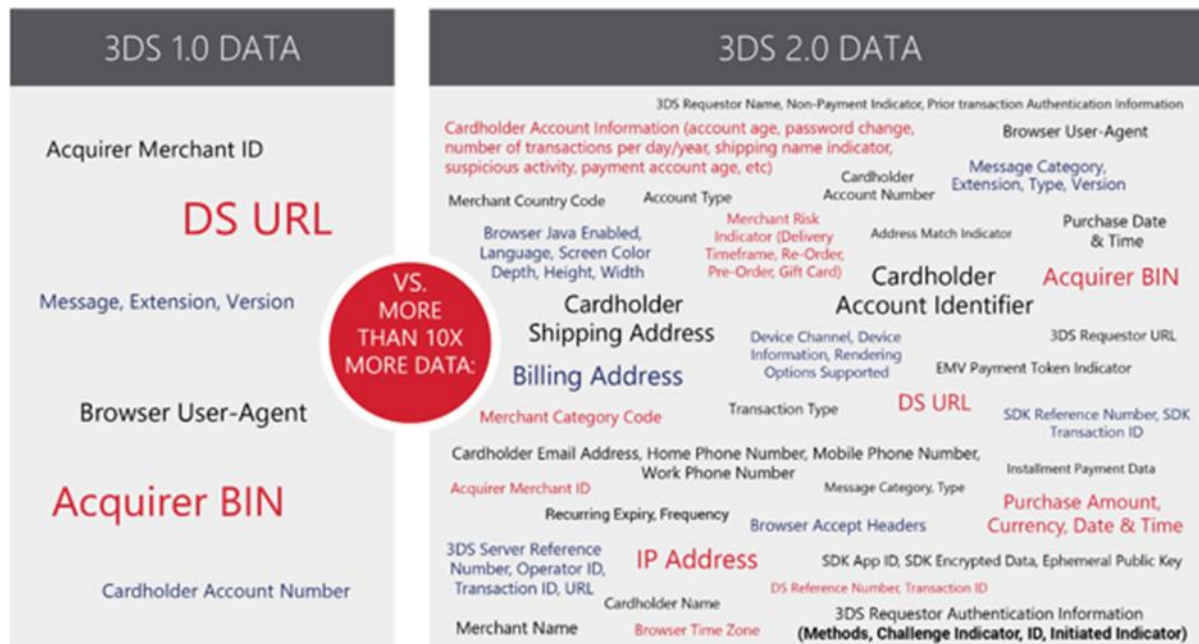 3DS 1.0 DATA
Acquirer Merchant ID
DS URL
Message, Extension, Version
Browser User-Agent
Acquirer BIN
Cardholder Account Number
VS.
MORE
THAN 10X
MORE DATA:
3DS 2.0 DATA
3DS Requestor Name, Non-Payment Indicator, Prior transaction Authentication Information
Cardholder Account Information (account age, password change,
number of transactions per day/year, shipping name indicator,
suspicious activity, payment account age, etc)
Browser User-Agent
Message Category,
Extension, Type, Version
Cardholder
Account Number
Merchant Country Code
Account Type
Browser Java Enabled,
Language, Screen Color
Depth, Height, Width
Merchant Risk
Indicator (Delivery
Timeframe, Re-Order,
Pre-Order, Gift Card)
Address Match Indicator
Purchase Date
& Time
Cardholder
Account Identifier
Acquirer BIN
Cardholder
Shipping Address
Device Channel, Device
Information, Rendering
Options Supported
3DS Requestor URL
Billing Address
EMV Payment Token Indicator
Merchant Category Code
Transaction Type
DS URL
SDK Reference Number, SDK
Transaction ID
Cardholder Email Address, Home Phone Number, Mobile Phone Number,
Work Phone Number
Installment Payment Data
Acquirer Merchant ID
Message Category, Type
Purchase Amount,
Currency, Date & Time
Recurring Expiry, Frequency
Browser Accept Headers
3DS Server Reference
Number, Operator ID,
Transaction ID, URL
IP Address
SDK App ID, SDK Encrypted Data, Ephemeral Public Key
DS Reference Number, Transaction ID
Cardholder Name
Merchant Name
Browser Time Zone
3DS Requestor Authentication Information
(Methods, Challenge Indicator, ID, Initiated Indicator)